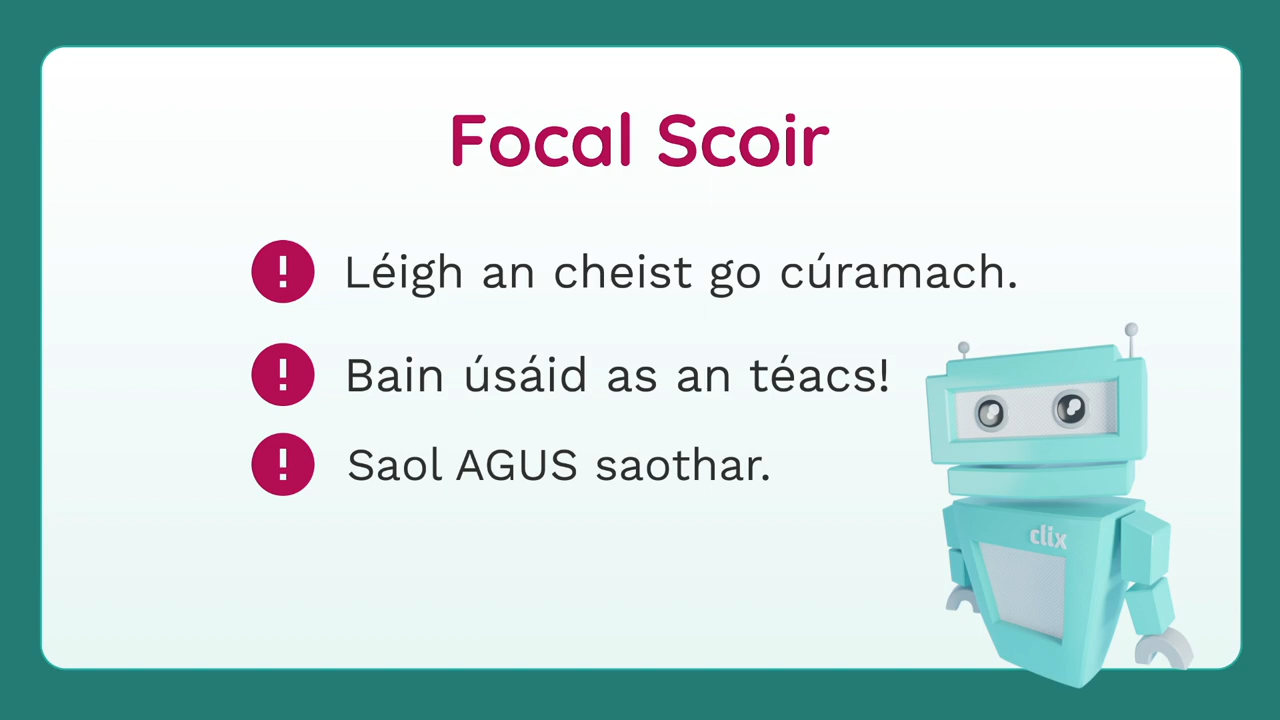 Focal Scoir
Léigh an cheist go cúramach.
Bain úsáid as an téacs!
Saol AGUS saothar.
clix